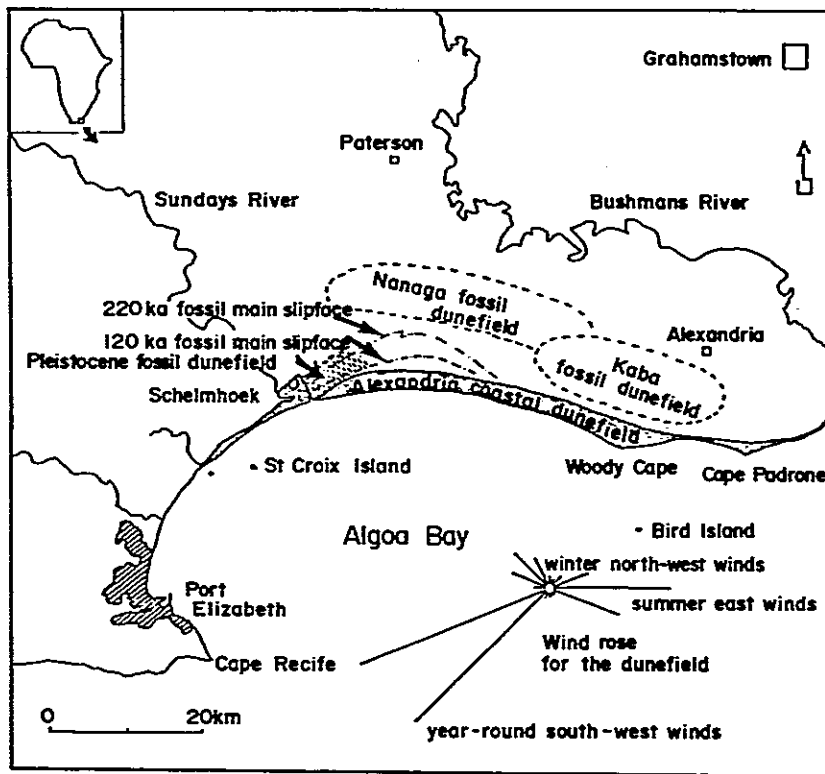 Grahamstown
Paterson
Sundays River
Bushmans River
Nanaga fossil
dunefield
220 ka fossil main slipface
120 ka fossil main slipface
Pleistocene fossil dunefield
Alexandria
Kaba
fossil dunefield
Schelmhoek
Alexandria coastal dunefield
Woody Cape
Cape Padrone
St Croix Island
Algoa Bay
Bird Island
winter north-west winds
summer east winds
Port
Elizabeth
Wind rose
for the dunefield
Cape Recife
0 20km
year-round south-west winds